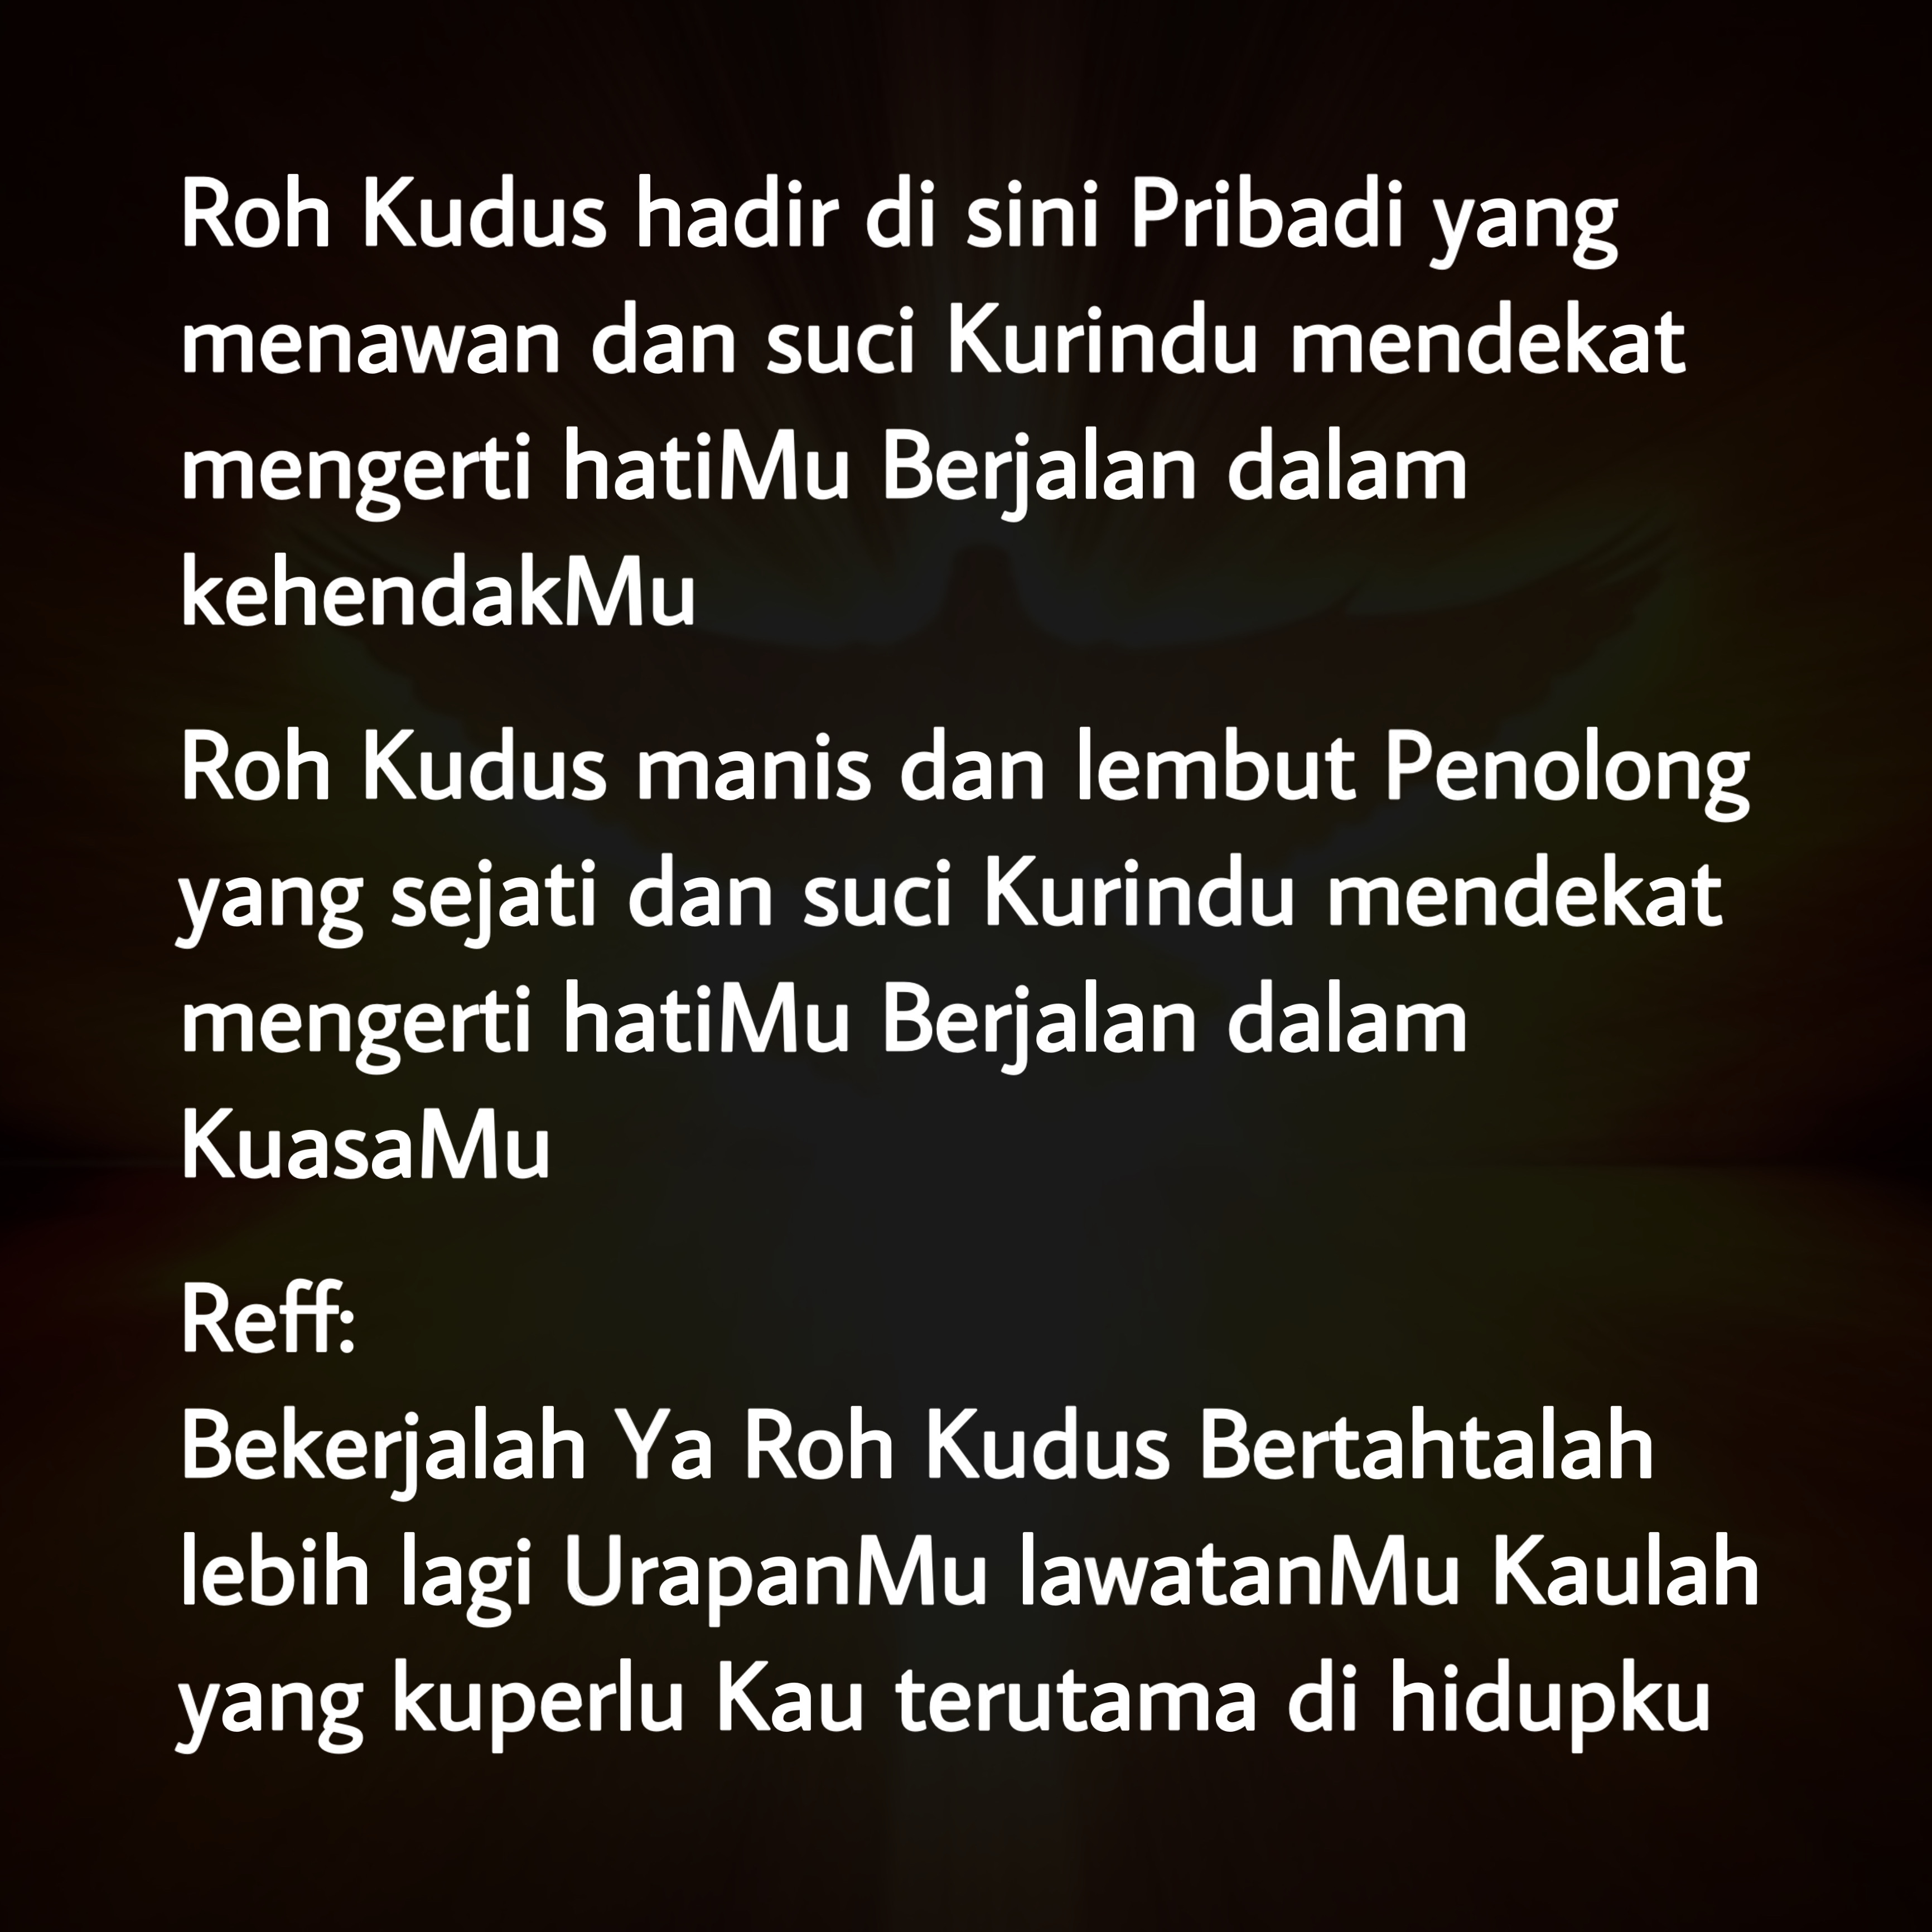 Roh Kudus hadir di sini Pribadi yang
menawan dan suci Kurindu mendekat
mengerti hatiMu Berjalan dalam
kehendakMu
Roh Kudus manis dan lembut Penolong
yang sejati dan suci Kurindu mendekat
mengerti hatiMu Berjalan dalam
KuasaMu
Reff:
Bekerjalah Ya Roh Kudus Bertahtalah
lebih lagi UrapanMu lawatanMu Kaulah
yang kuperlu Kau terutama di hidupku